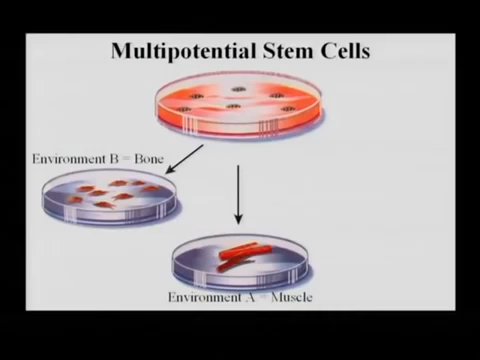 Multipotential Stem Cells
Environment B = Bone
Environment A = Muscle